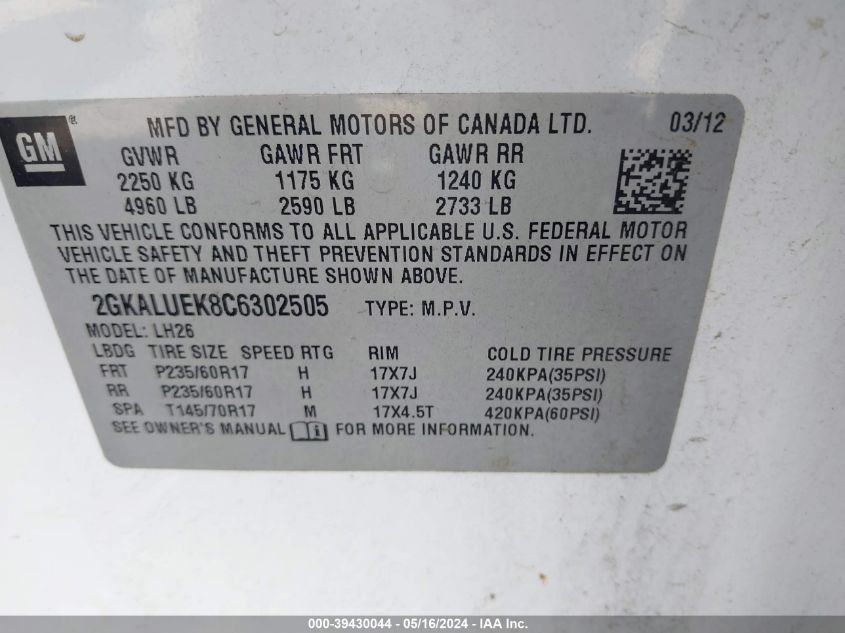 GM® MFD BY GENERAL MOTORS OF CANADA LTD. 03/12
GVWR GAWR FRT GAWR RR
2250 KG 1175 KG 1240 KG
4960 LB 2590 LB 2733 LB
THIS VEHICLE CONFORMS TO ALL APPLICABLE U.S. FEDERAL MOTOR
VEHICLE SAFETY AND THEFT PREVENTION STANDARDS IN EFFECT ON
THE DATE OF MANUFACTURE SHOWN ABOVE.
2GKALUEK8C6302505 TYPE: M.P.V.
MODEL: LH26
LBDG TIRE SIZE SPEED RTG RIM COLD TIRE PRESSURE
FRT P235/60R17 H 17X7J 240KPA(35PSI)
RR P235/60R17 H 17X7J 240KPA(35PSI)
SPA T145/70R17 M 17X4.5T 420KPA(60PSI)
SEE OWNER'S MANUAL i FOR MORE INFORMATION.
000-39430044 - 05/16/2024 - IAA Inc.